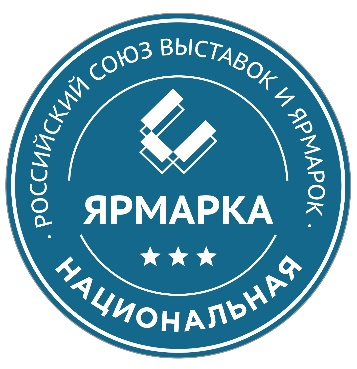 · РОССИЙСКИЙ СОЮЗ ВЫСТАВОК И ЯРМАРОК ·
ЯРМАРКА
НАЦИОНАЛЬНАЯ